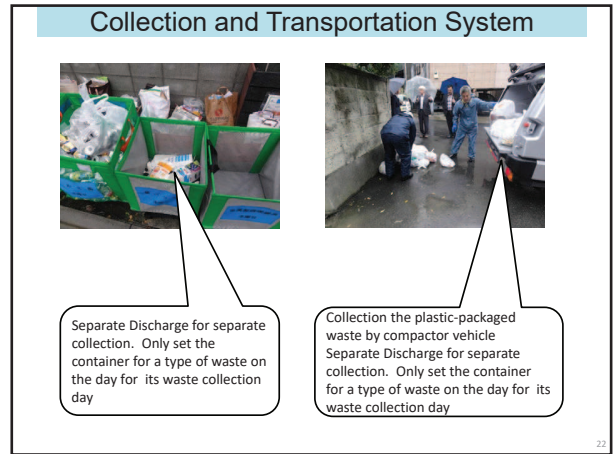 Collection and Transportation System
Separate Discharge for separate
collection.  Only set the
container for a type of waste on
the day for  its waste collection
day
Collection the plastic-packaged
waste by compactor vehicle
Separate Discharge for separate
collection.  Only set the container
for a type of waste on the day for  its
waste collection day
22